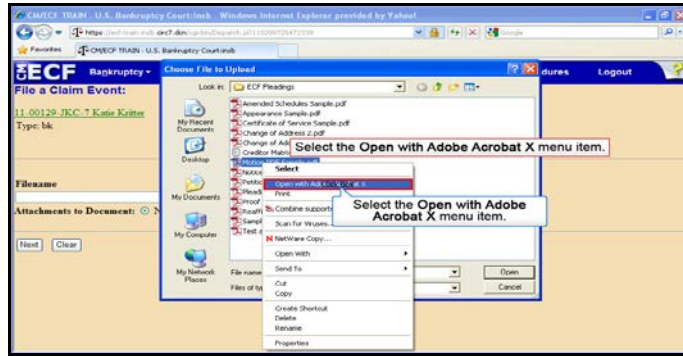 CM/ECF TRAIN - U.S. Bankruptcy Court:insb - Windows Internet Explorer provided by Yahoo!
Google
Favorites
CM/ECF TRAIN - U.S. Bankruptcy Court:insb
ECF Bankruptcy
Logout
?
File a Claim Event:
11-00129-JKC-7 Katie Kritter
Type: bk
Filename
Attachments to Document:
Next Clear
Choose File to Upload
Look in: ECF Pleadings
My Recent Documents
Desktop
My Documents
My Computer
My Network Places
Amended Schedules Sample.pdf
Appearance Sample.pdf
Certificate of Service Sample.pdf
Change of Address 2.pdf
Change of
Creditor
Select the Open with Adobe Acrobat X menu item.
Select
Open with
Print
Select the Open with Adobe
Acrobat X menu item.
Scan for Viruses...
NetWare Copy...
Open With
Send To
Cut
Copy
Create Shortcut
Delete
Rename
Properties
File name
Files of
Open
Cancel